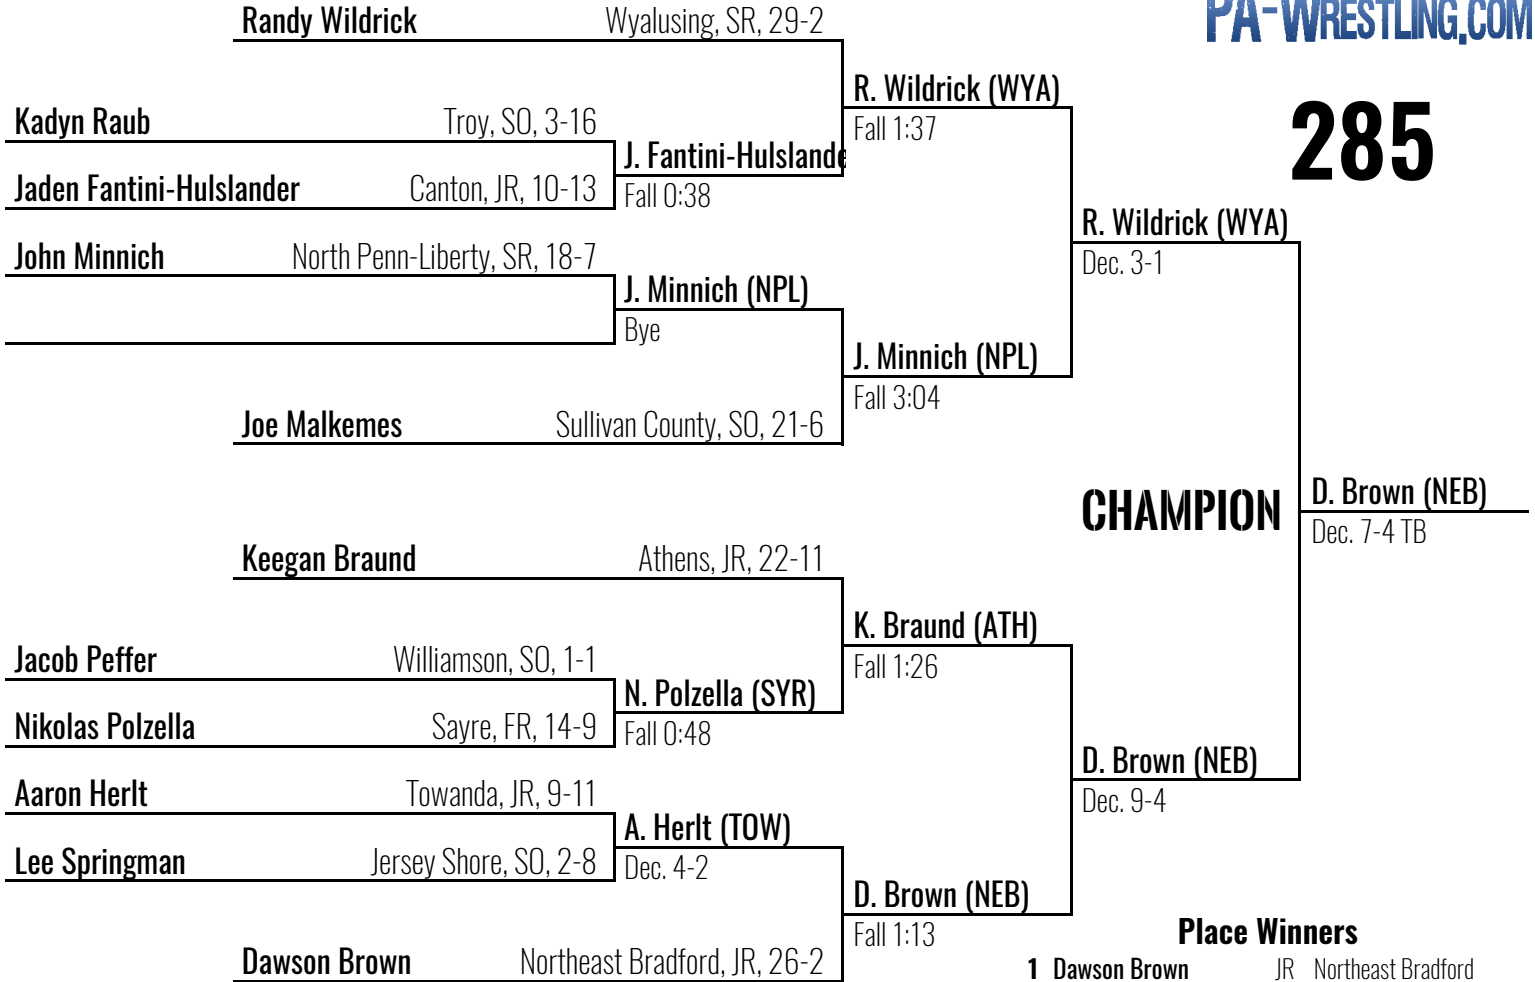 PA-WRESTLING.COM
285
Randy Wildrick Wyalusing, SR, 29-2
R. Wildrick (WYA)
Fall 1:37
Kadyn Raub Troy, SO, 3-16
J. Fantini-Hulslande
Fall 0:38
Jaden Fantini-Hulslander Canton, JR, 10-13
R. Wildrick (WYA)
Dec. 3-1
John Minnich North Penn-Liberty, SR, 18-7
J. Minnich (NPL)
Bye
J. Minnich (NPL)
Fall 3:04
Joe Malkemes Sullivan County, SO, 21-6
CHAMPION
D. Brown (NEB)
Dec. 7-4 TB
Keegan Braund Athens, JR, 22-11
K. Braund (ATH)
Fall 1:26
Jacob Peffer Williamson, SO, 1-1
N. Polzella (SYR)
Fall 0:48
Nikolas Polzella Sayre, FR, 14-9
D. Brown (NEB)
Dec. 9-4
Aaron Herlt Towanda, JR, 9-11
A. Herlt (TOW)
Dec. 4-2
Lee Springman Jersey Shore, SO, 2-8
D. Brown (NEB)
Fall 1:13
Dawson Brown Northeast Bradford, JR, 26-2
Place Winners
1 Dawson Brown JR Northeast Bradford